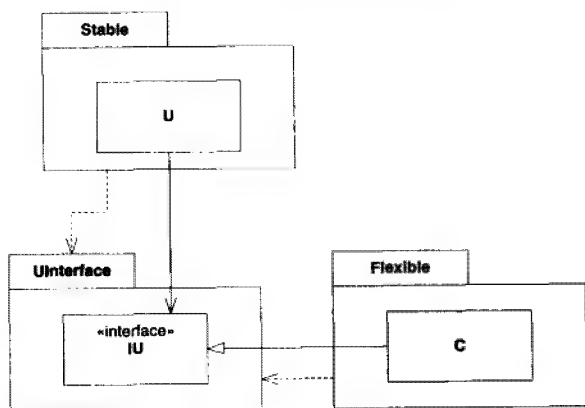 Stable
U
UInterface
«interface»
IU
Flexible
C